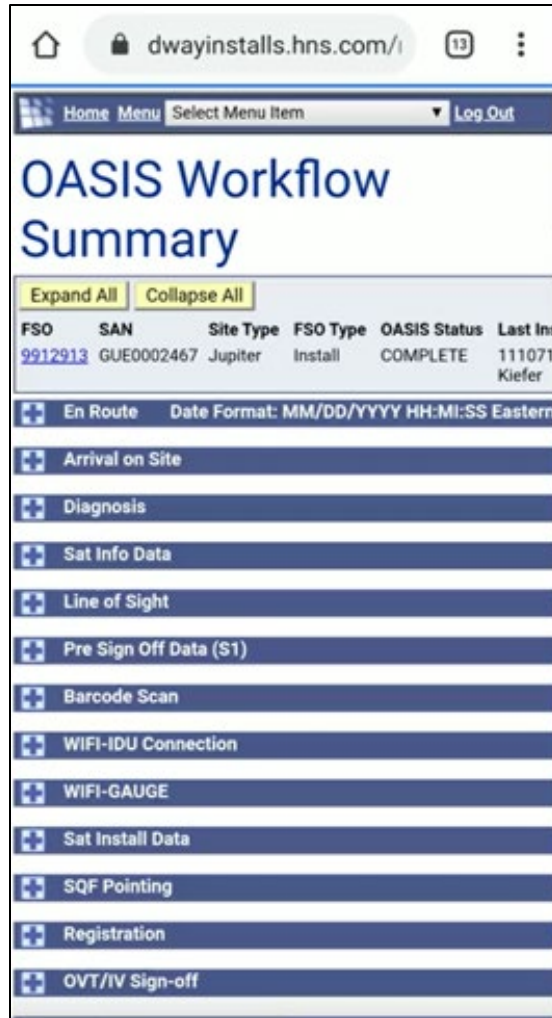 dwayinstalls.hns.com/
13
Home Menu Select Menu Item Log Out
OASIS Workflow
Summary
Expand All Collapse All
FSO SAN Site Type FSO Type OASIS Status Last Ins
9912913 GUE0002467 Jupiter Install COMPLETE 111071
Kiefer
En Route Date Format: MM/DD/YYYY HH:MI:SS Eastern
Arrival on Site
Diagnosis
Sat Info Data
Line of Sight
Pre Sign Off Data (S1)
Barcode Scan
WIFI-IDU Connection
WIFI-GAUGE
Sat Install Data
SQF Pointing
Registration
OVT/IV Sign-off